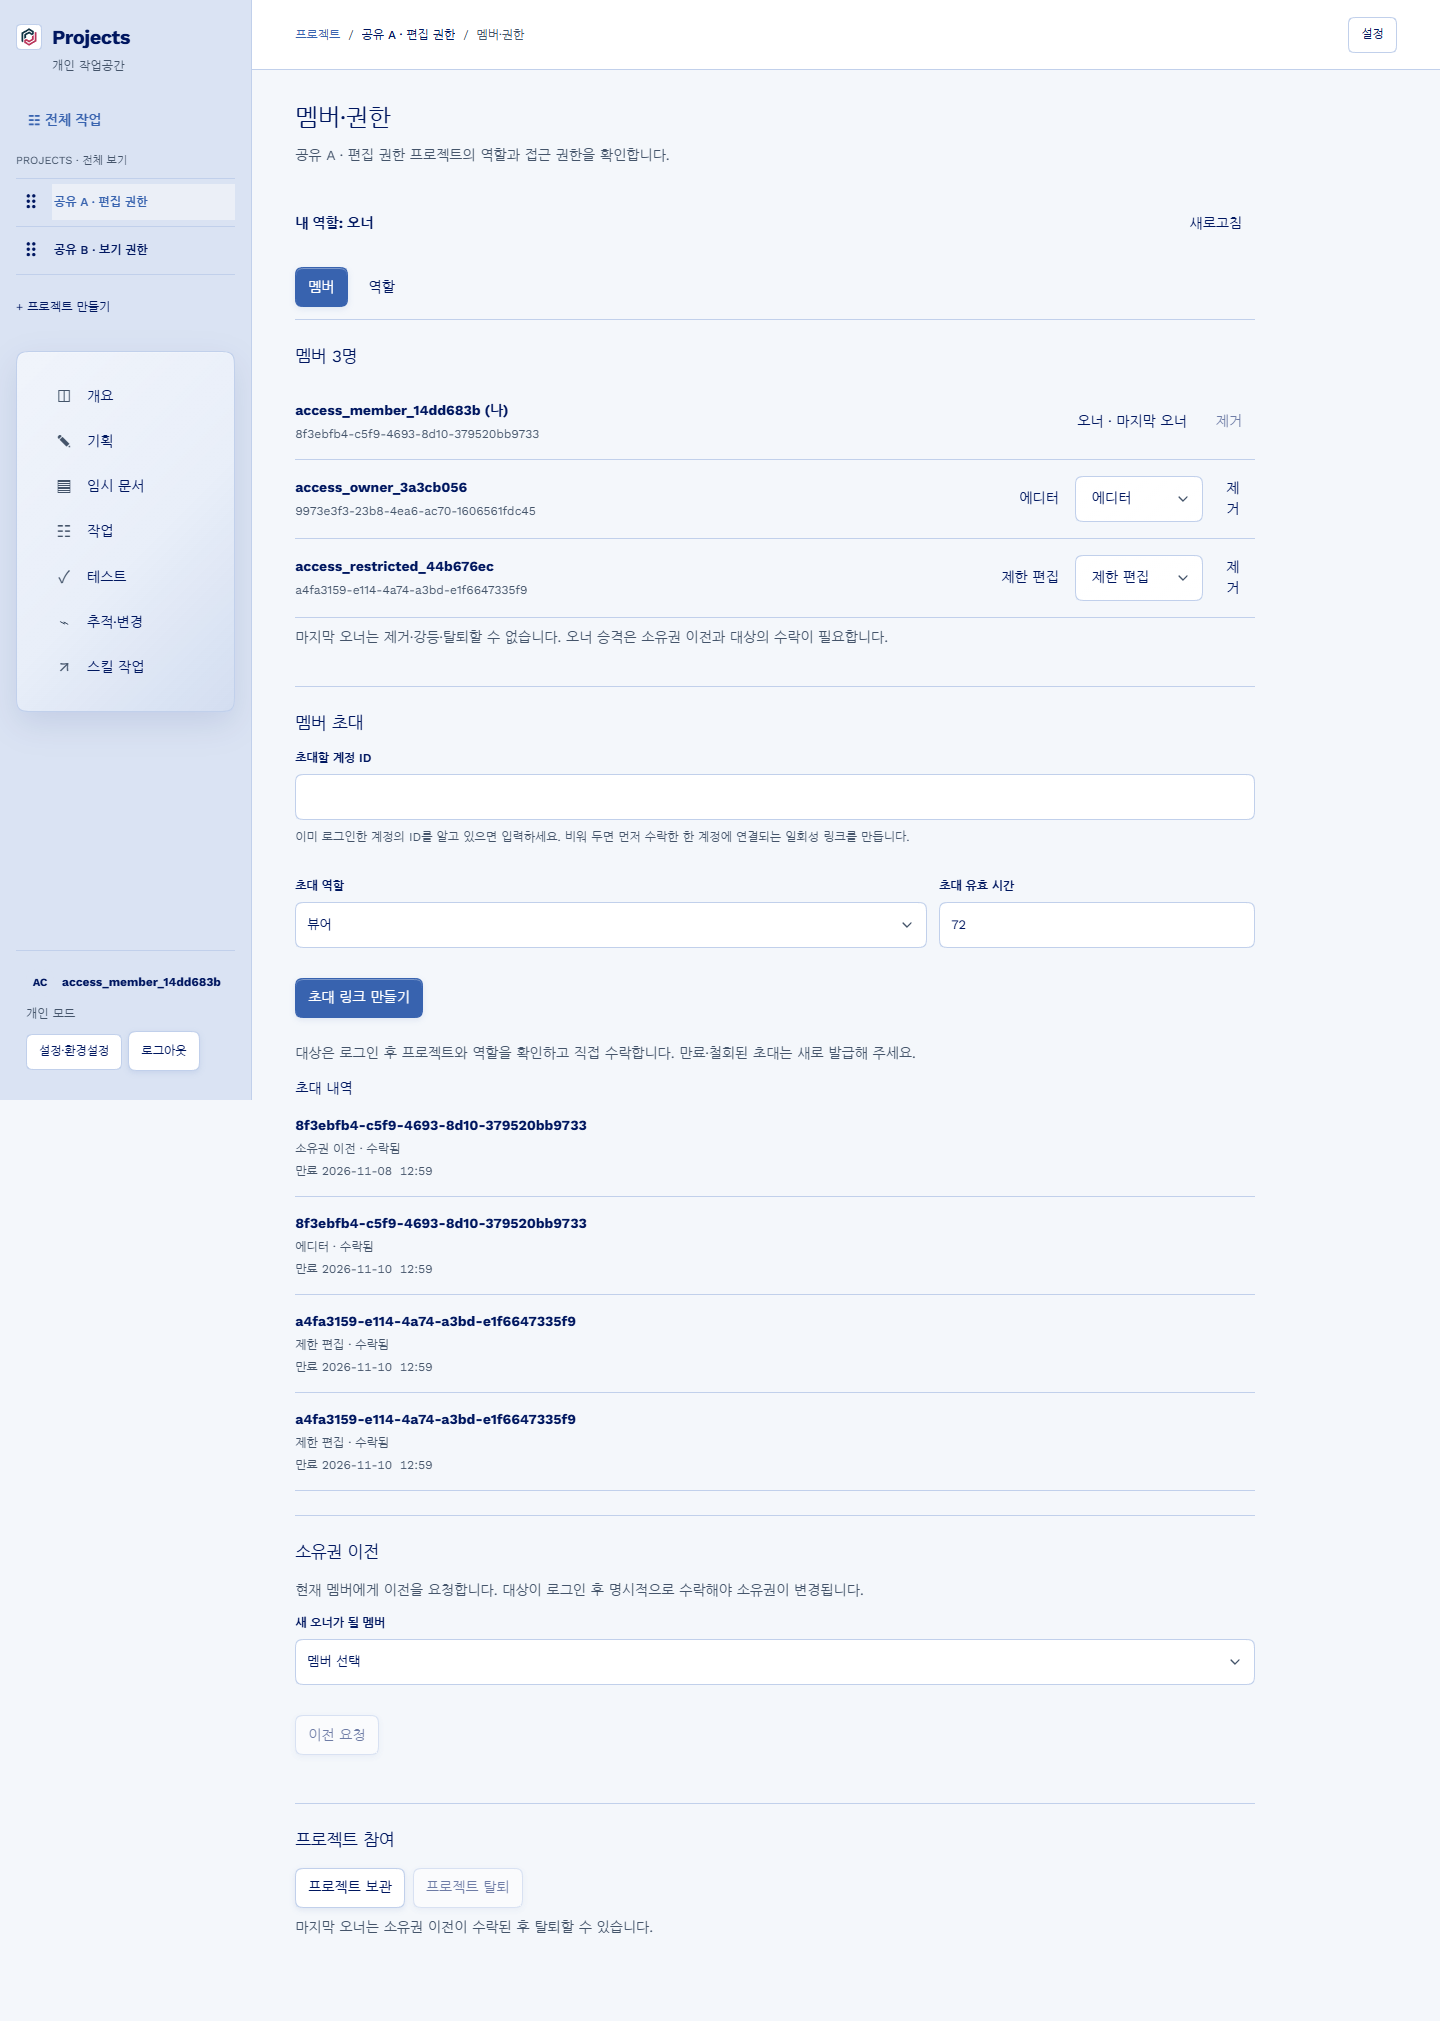 Projects
개인 작업공간
전체 작업
PROJECTS · 전체 보기
공유 A · 편집 권한
공유 B · 보기 권한
+ 프로젝트 만들기
개요
기획
임시 문서
작업
테스트
추적·변경
스킬 작업
AC access_member_14dd683b
개인 모드
설정·환경설정 로그아웃
프로젝트 / 공유 A · 편집 권한 / 멤버·권한
설정
멤버·권한
공유 A · 편집 권한 프로젝트의 역할과 접근 권한을 확인합니다.
내 역할: 오너
새로고침
멤버 역할
멤버 3명
access_member_14dd683b (나)
8f3ebfb4-c5f9-4693-8d10-379520bb9733
오너 · 마지막 오너 제거
access_owner_3a3cb056
9973e3f3-23b8-4ea6-ac70-1606561fdc45
에디터 에디터 제
거
access_restricted_44b676ec
a4fa3159-e114-4a74-a3bd-e1f6647335f9
제한 편집 제한 편집 제
거
마지막 오너는 제거·강등·탈퇴할 수 없습니다. 오너 승격은 소유권 이전과 대상의 수락이 필요합니다.
멤버 초대
초대할 계정 ID
이미 로그인한 계정의 ID를 알고 있으면 입력하세요. 비워 두면 먼저 수락한 한 계정에 연결되는 일회성 링크를 만듭니다.
초대 역할 초대 유효 시간
뷰어 72
초대 링크 만들기
대상은 로그인 후 프로젝트와 역할을 확인하고 직접 수락합니다. 만료·철회된 초대는 새로 발급해 주세요.
초대 내역
8f3ebfb4-c5f9-4693-8d10-379520bb9733
소유권 이전 · 수락됨
만료 2026-11-08 12:59
8f3ebfb4-c5f9-4693-8d10-379520bb9733
에디터 · 수락됨
만료 2026-11-10 12:59
a4fa3159-e114-4a74-a3bd-e1f6647335f9
제한 편집 · 수락됨
만료 2026-11-10 12:59
a4fa3159-e114-4a74-a3bd-e1f6647335f9
제한 편집 · 수락됨
만료 2026-11-10 12:59
소유권 이전
현재 멤버에게 이전을 요청합니다. 대상이 로그인 후 명시적으로 수락해야 소유권이 변경됩니다.
새 오너가 될 멤버
멤버 선택
이전 요청
프로젝트 참여
프로젝트 보관 프로젝트 탈퇴
마지막 오너는 소유권 이전이 수락된 후 탈퇴할 수 있습니다.